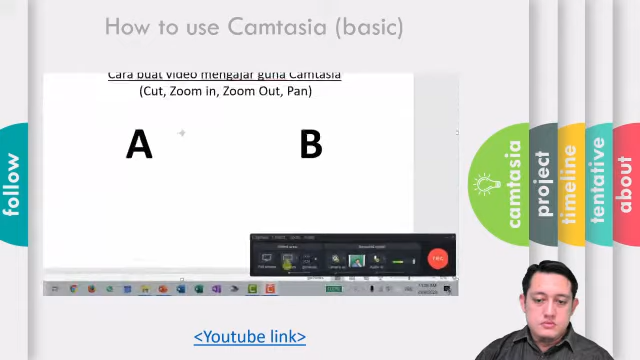 How to use Camtasia (basic)
Cara buat video mengajar guna Camtasia
(Cut, Zoom in, Zoom Out, Pan)
A
B
rec
<Youtube link>
follow
camtasia
project
timeline
tentative
about